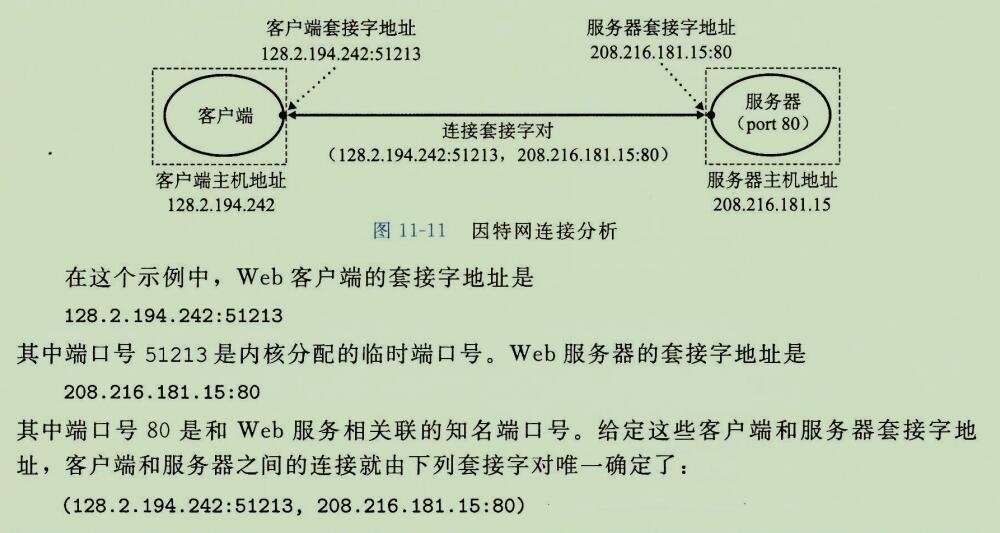 客户端套接字地址
128.2.194.242:51213
服务器套接字地址
208.216.181.15:80
客户端
服务器
(port 80)
连接套接字对
(128.2.194.242:51213, 208.216.181.15:80)
客户端主机地址
128.2.194.242
服务器主机地址
208.216.181.15
图 11-11 因特网连接分析
在这个示例中，Web 客户端的套接字地址是
128.2.194.242:51213
其中端口号 51213 是内核分配的临时端口号。Web 服务器的套接字地址是
208.216.181.15:80
其中端口号 80 是和 Web 服务相关联的知名端口号。给定这些客户端和服务器套接字地
址，客户端和服务器之间的连接就由下列套接字对唯一确定了：
(128.2.194.242:51213, 208.216.181.15:80)